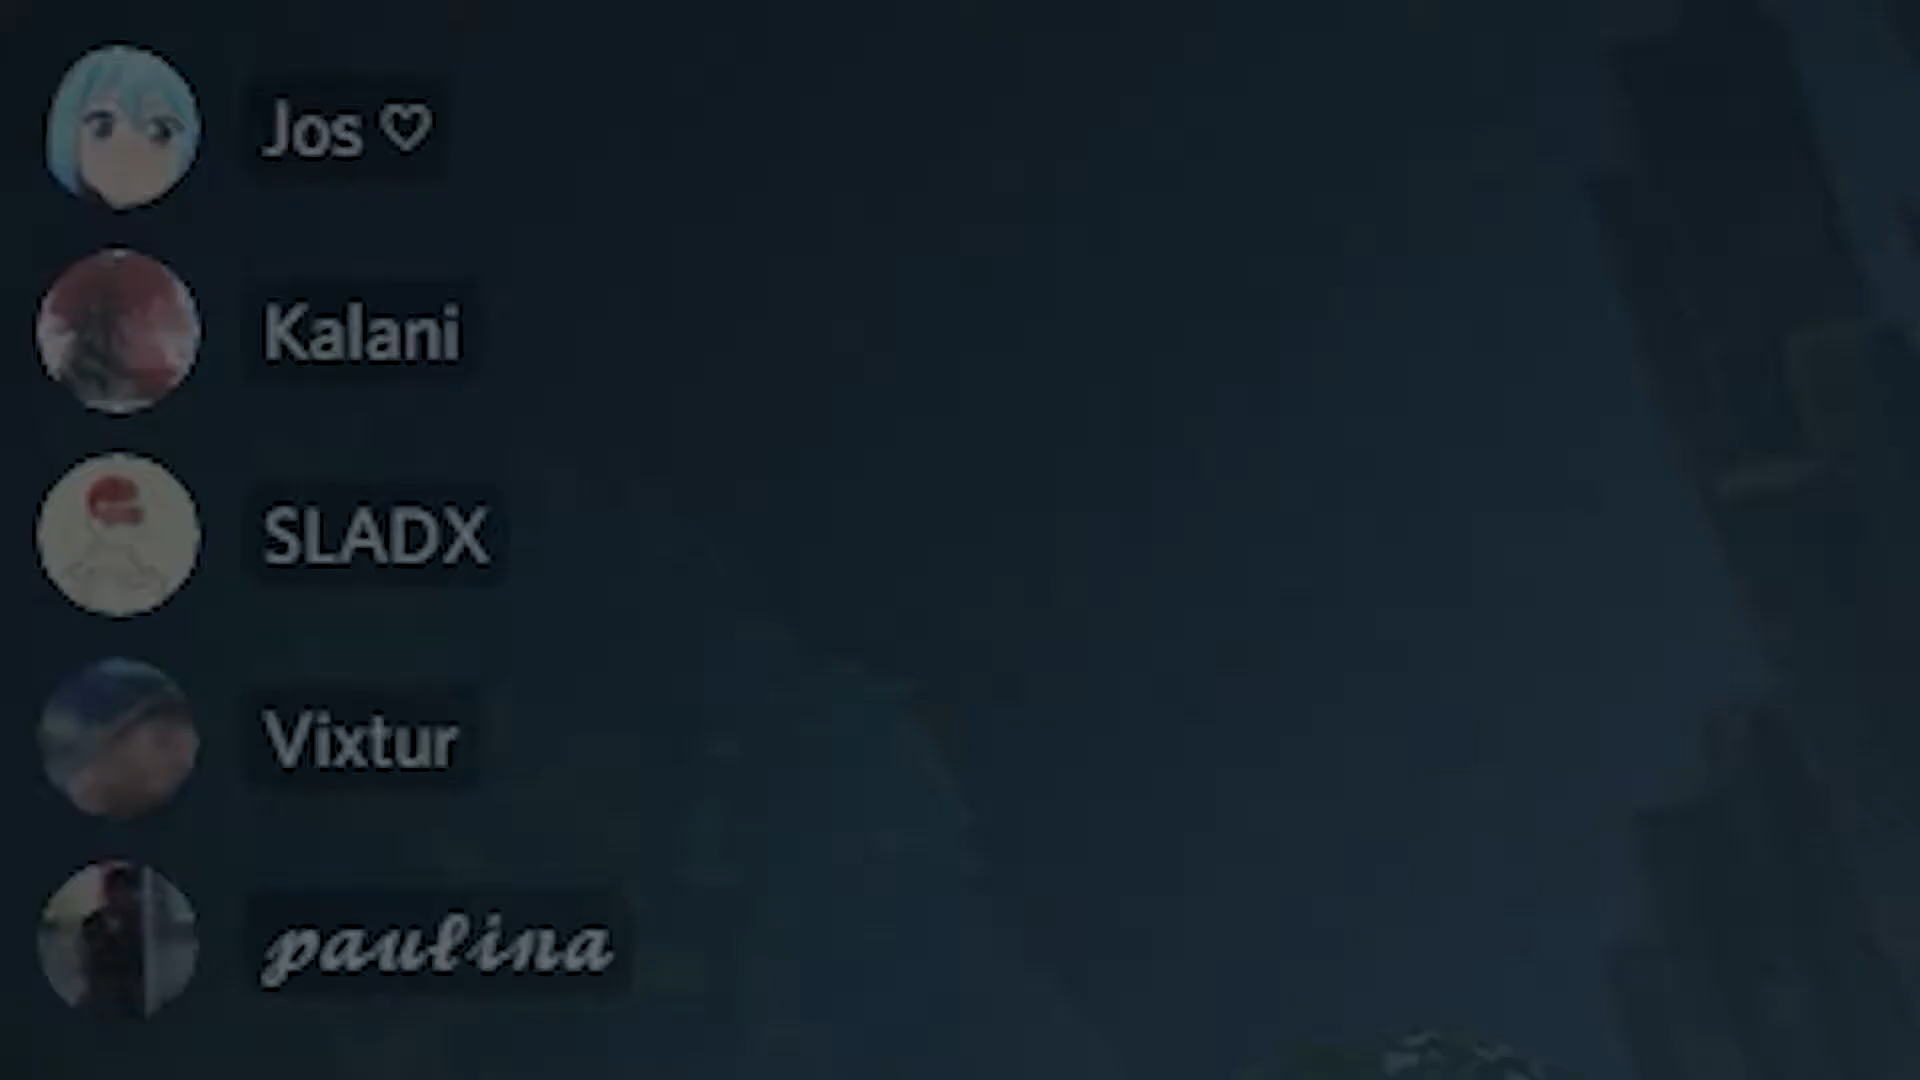 Jos ♡
Kalani
SLADX
Vixtur
𝓹𝓪𝓾𝓵𝓲𝓷𝓪